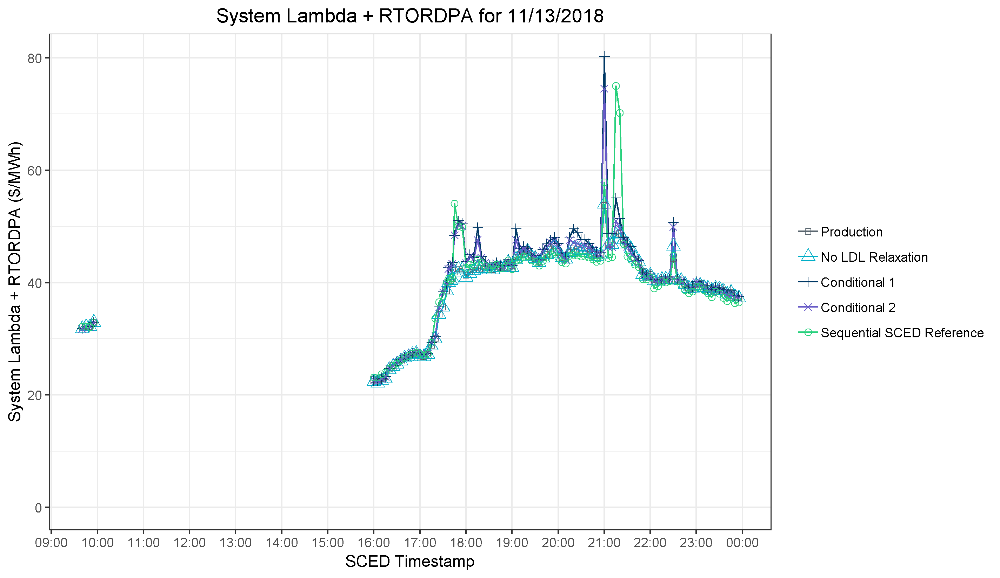 System Lambda + RTORDPA for 11/13/2018
System Lambda + RTORDPA ($/MWh)
80
60
40
20
0
09:00 10:00 11:00 12:00 13:00 14:00 15:00 16:00 17:00 18:00 19:00 20:00 21:00 22:00 23:00 00:00
SCED Timestamp
Production
No LDL Relaxation
Conditional 1
Conditional 2
Sequential SCED Reference